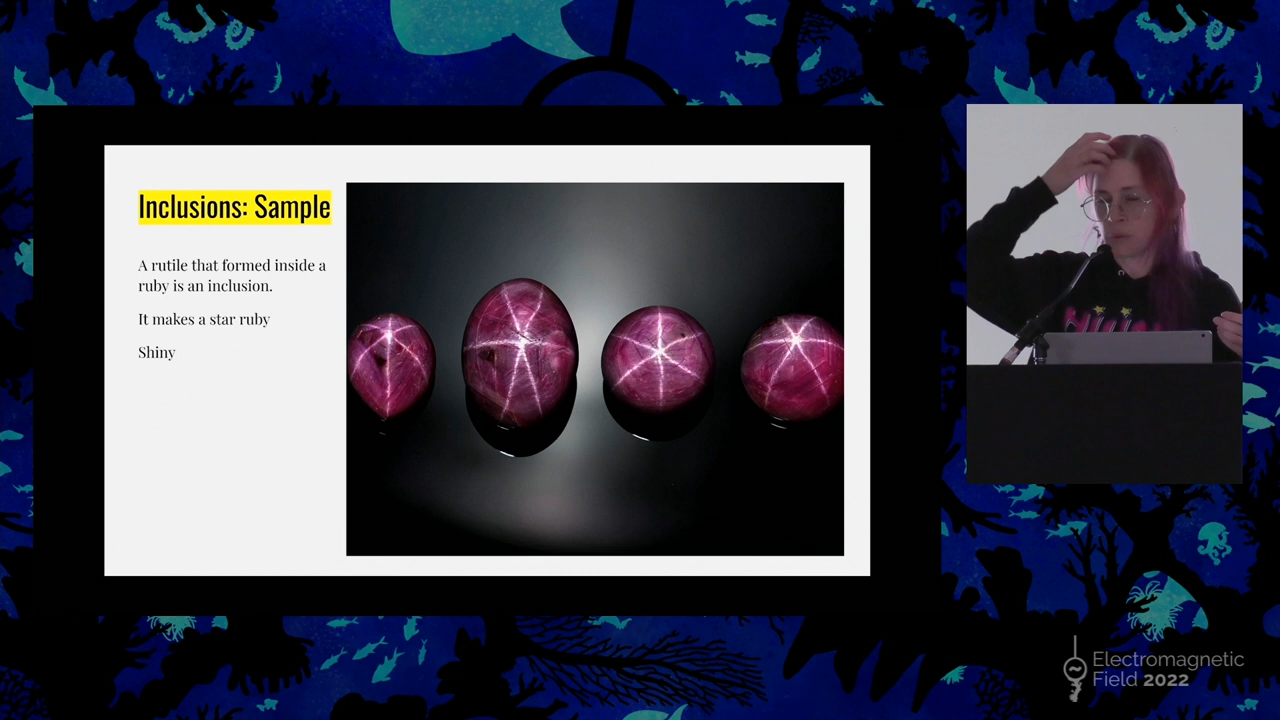 Inclusions: Sample
A rutile that formed inside a
ruby is an inclusion.
It makes a star ruby
Shiny
Electromagnetic
Field 2022